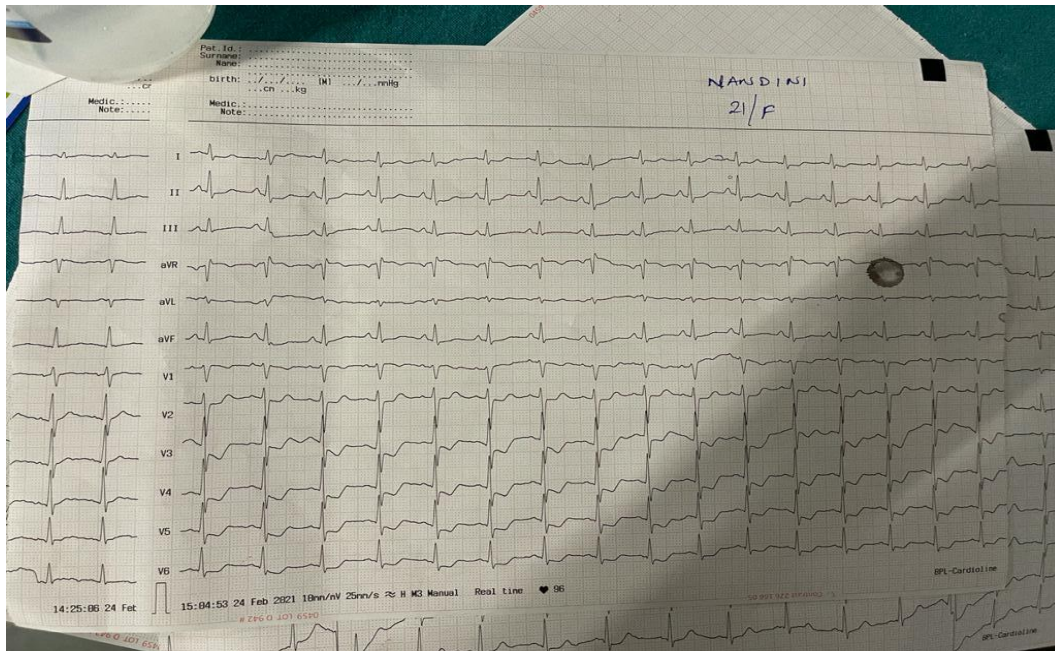 Pat.Id.:
Surname:
Name:
birth: ../../.... [M] .../...mmHg
...cm ...kg
Medic.:
Note:
NANDINI
21/F
Medic.:
Note:
I
II
III
aVR
aVL
aVF
V1
V2
V3
V4
V5
V6
BPL-Cardioline
14:25:06 24 Feb
15:04:53 24 Feb 2021 10mm/mV 25mm/s ≂ H M3 Manual Real time ♥ 96
BPL-Cardioline